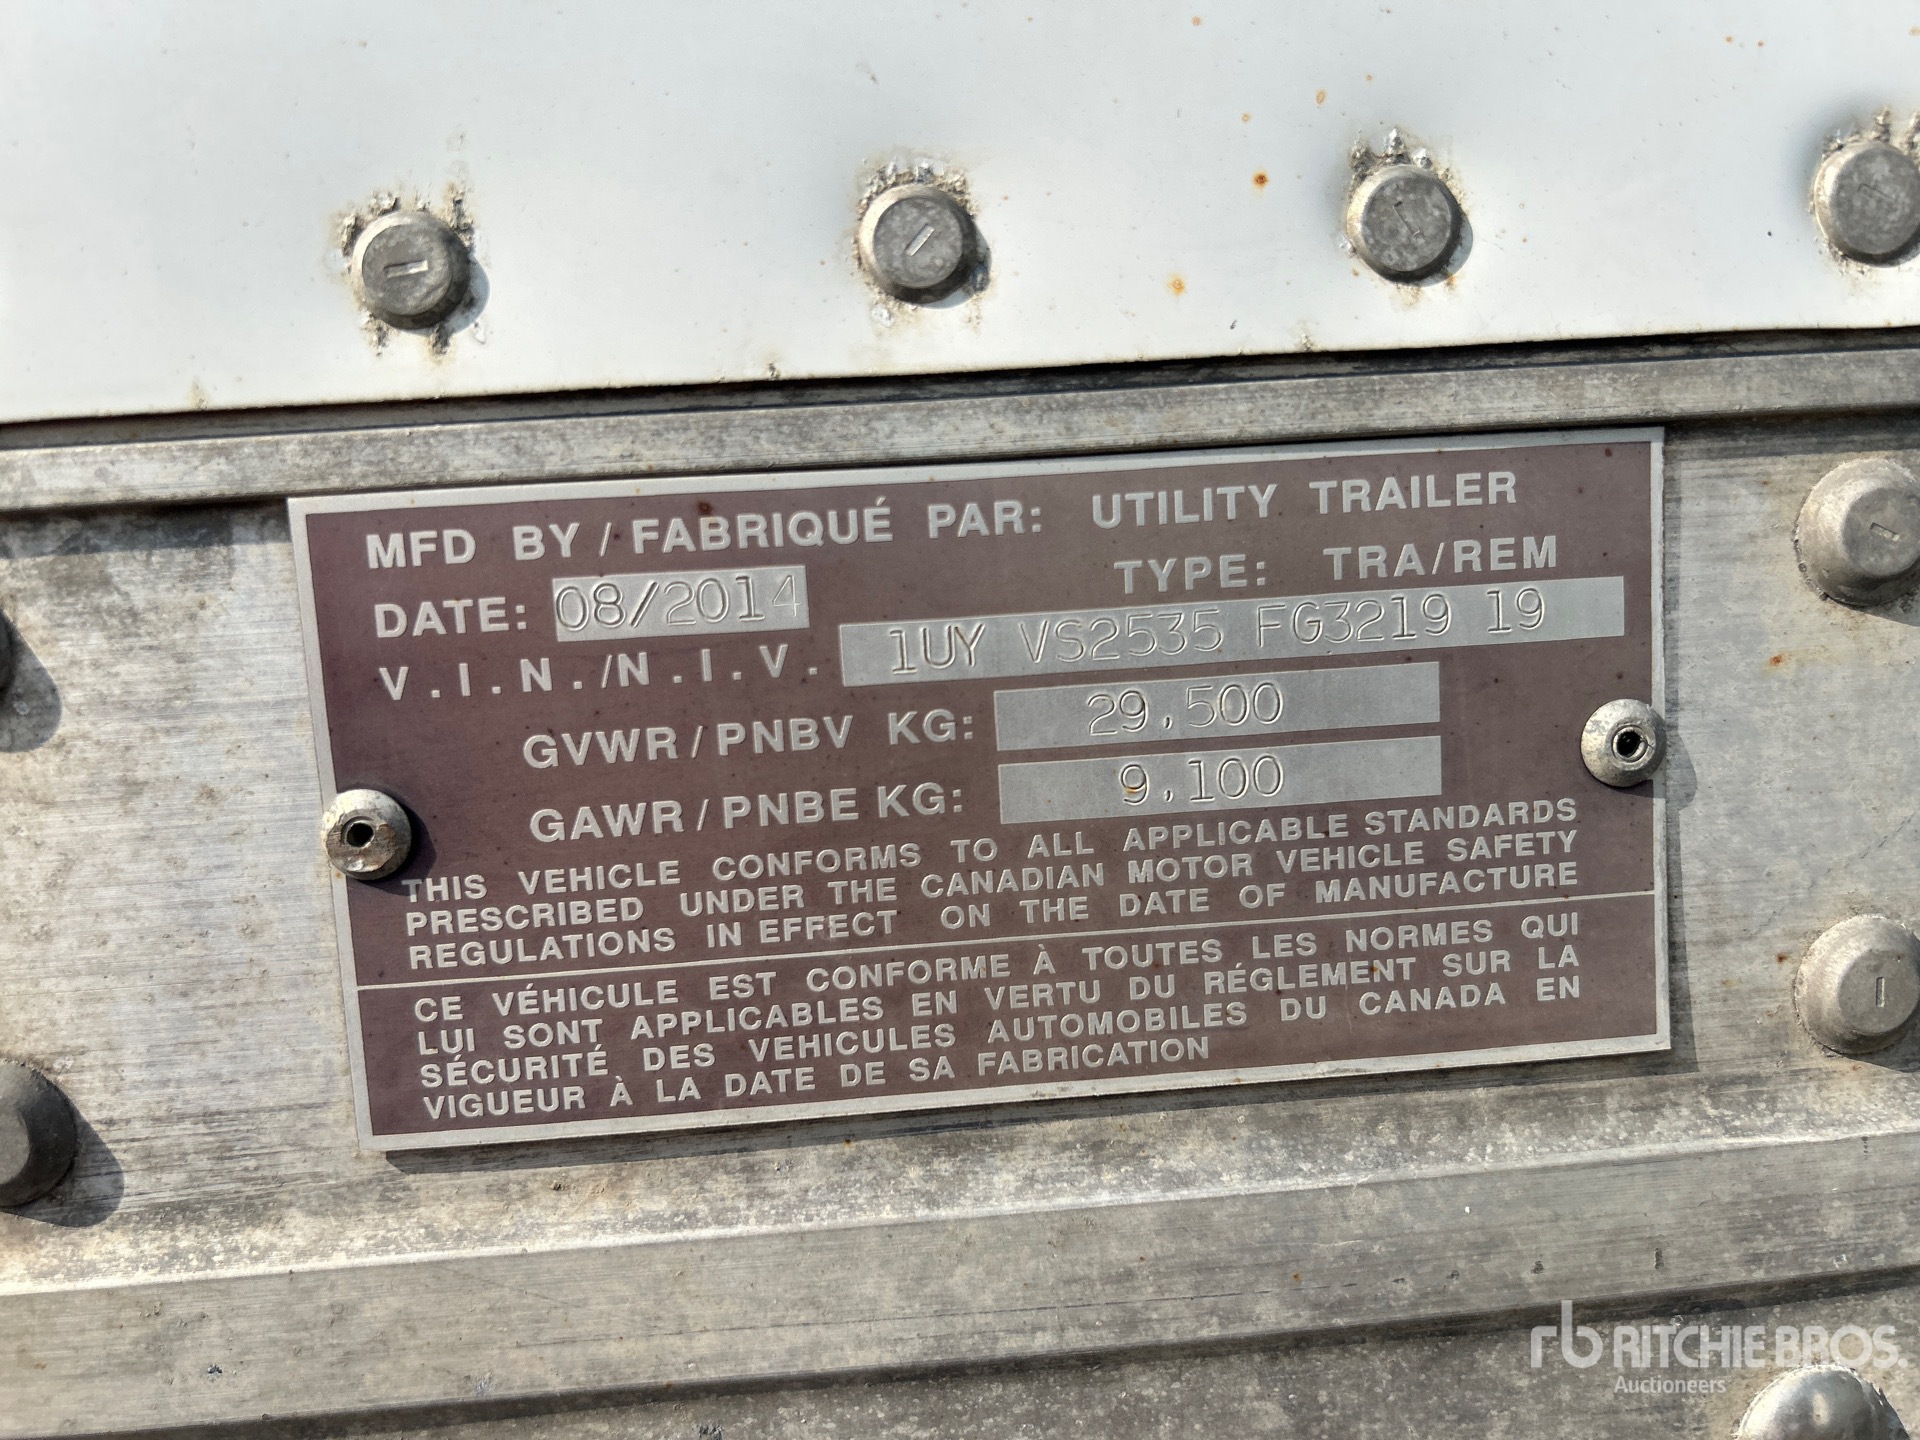 MFD BY / FABRIQUÉ PAR: UTILITY TRAILER
DATE: 08/2014 TYPE: TRA/REM
V.I.N./N.I.V. 1UY VS2535 FG3219 19
GVWR / PNBV KG: 29,500
GAWR / PNBE KG: 9,100
THIS VEHICLE CONFORMS TO ALL APPLICABLE STANDARDS
PRESCRIBED UNDER THE CANADIAN MOTOR VEHICLE SAFETY
REGULATIONS IN EFFECT ON THE DATE OF MANUFACTURE
CE VÉHICULE EST CONFORME À TOUTES LES NORMES QUI
LUI SONT APPLICABLES EN VERTU DU RÉGLEMENT SUR LA
SÉCURITÉ DES VEHICULES AUTOMOBILES DU CANADA EN
VIGUEUR À LA DATE DE SA FABRICATION
rb RITCHIE BROS.
Auctioneers